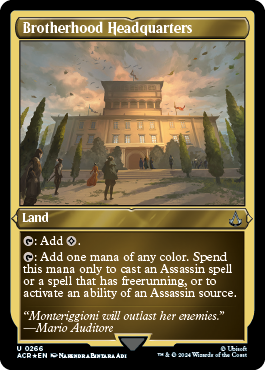 Brotherhood Headquarters
Land
: Add .
: Add one mana of any color. Spend
this mana only to cast an Assassin spell
or a spell that has freerunning, or to
activate an ability of an Assassin source.
“Monteriggioni will outlast her enemies.”
—Mario Auditore
U 0266
ACR★EN Narendra Bintara Adi
© Ubisoft
™ & © 2024 Wizards of the Coast